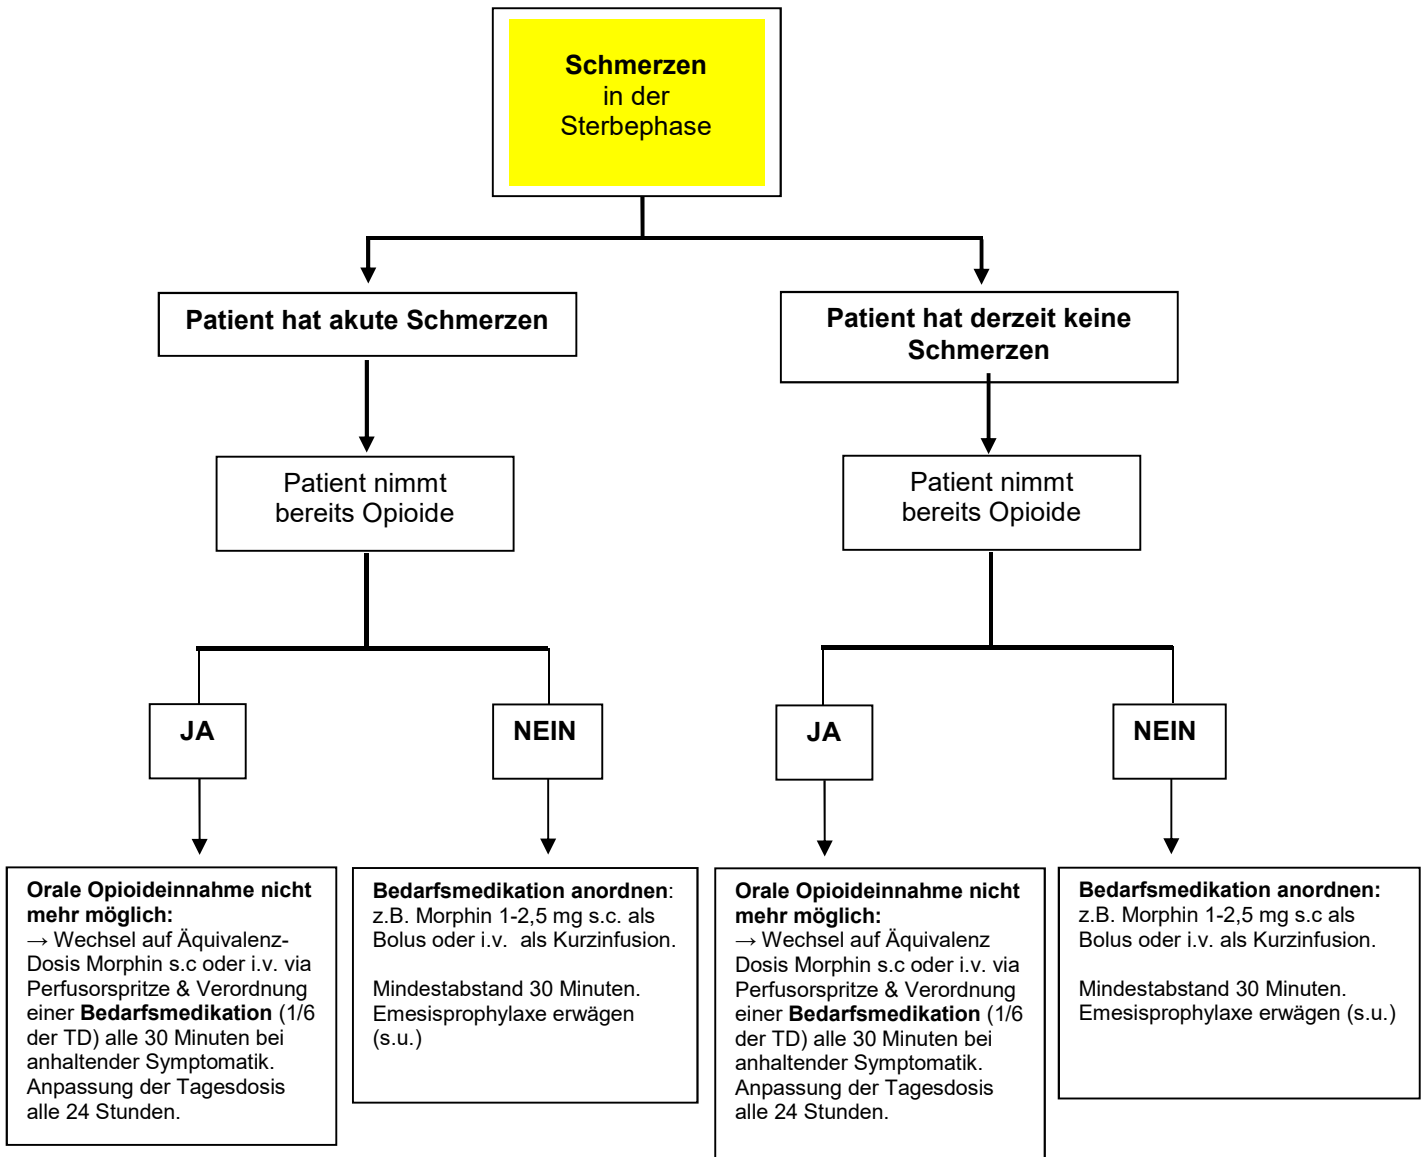 Schmerzen
in der
Sterbephase
Patient hat akute Schmerzen
Patient hat derzeit keine
Schmerzen
Patient nimmt
bereits Opioide
Patient nimmt
bereits Opioide
JA
NEIN
JA
NEIN
Orale Opioideinnahme nicht
mehr möglich:
→ Wechsel auf Äquivalenz-
Dosis Morphin s.c oder i.v. via
Perfusorspritze & Verordnung
einer Bedarfsmedikation (1/6
der TD) alle 30 Minuten bei
anhaltender Symptomatik.
Anpassung der Tagesdosis
alle 24 Stunden.
Bedarfsmedikation anordnen:
z.B. Morphin 1-2,5 mg s.c. als
Bolus oder i.v. als Kurzinfusion.
Mindestabstand 30 Minuten.
Emesisprophylaxe erwägen
(s.u.)
Orale Opioideinnahme nicht
mehr möglich:
→ Wechsel auf Äquivalenz
Dosis Morphin s.c oder i.v. via
Perfusorspritze & Verordnung
einer Bedarfsmedikation (1/6
der TD) alle 30 Minuten bei
anhaltender Symptomatik.
Anpassung der Tagesdosis
alle 24 Stunden.
Bedarfsmedikation anordnen:
z.B. Morphin 1-2,5 mg s.c als
Bolus oder i.v. als Kurzinfusion.
Mindestabstand 30 Minuten.
Emesisprophylaxe erwägen (s.u.)